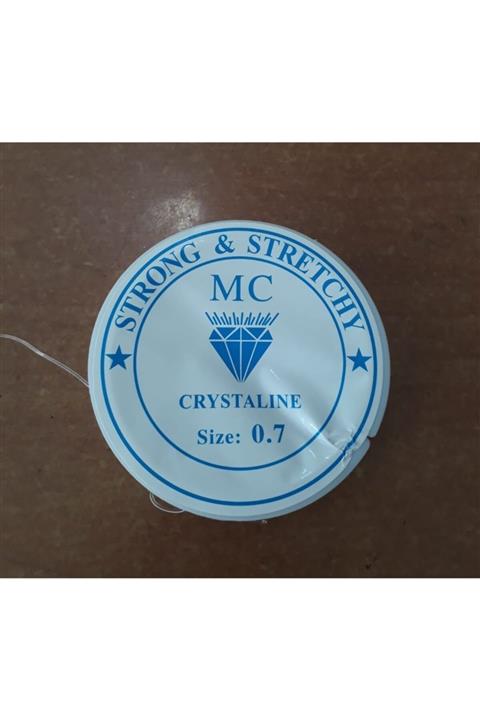 STRONG & STRETCHY
MC
CRYSTALINE
Size: 0.7